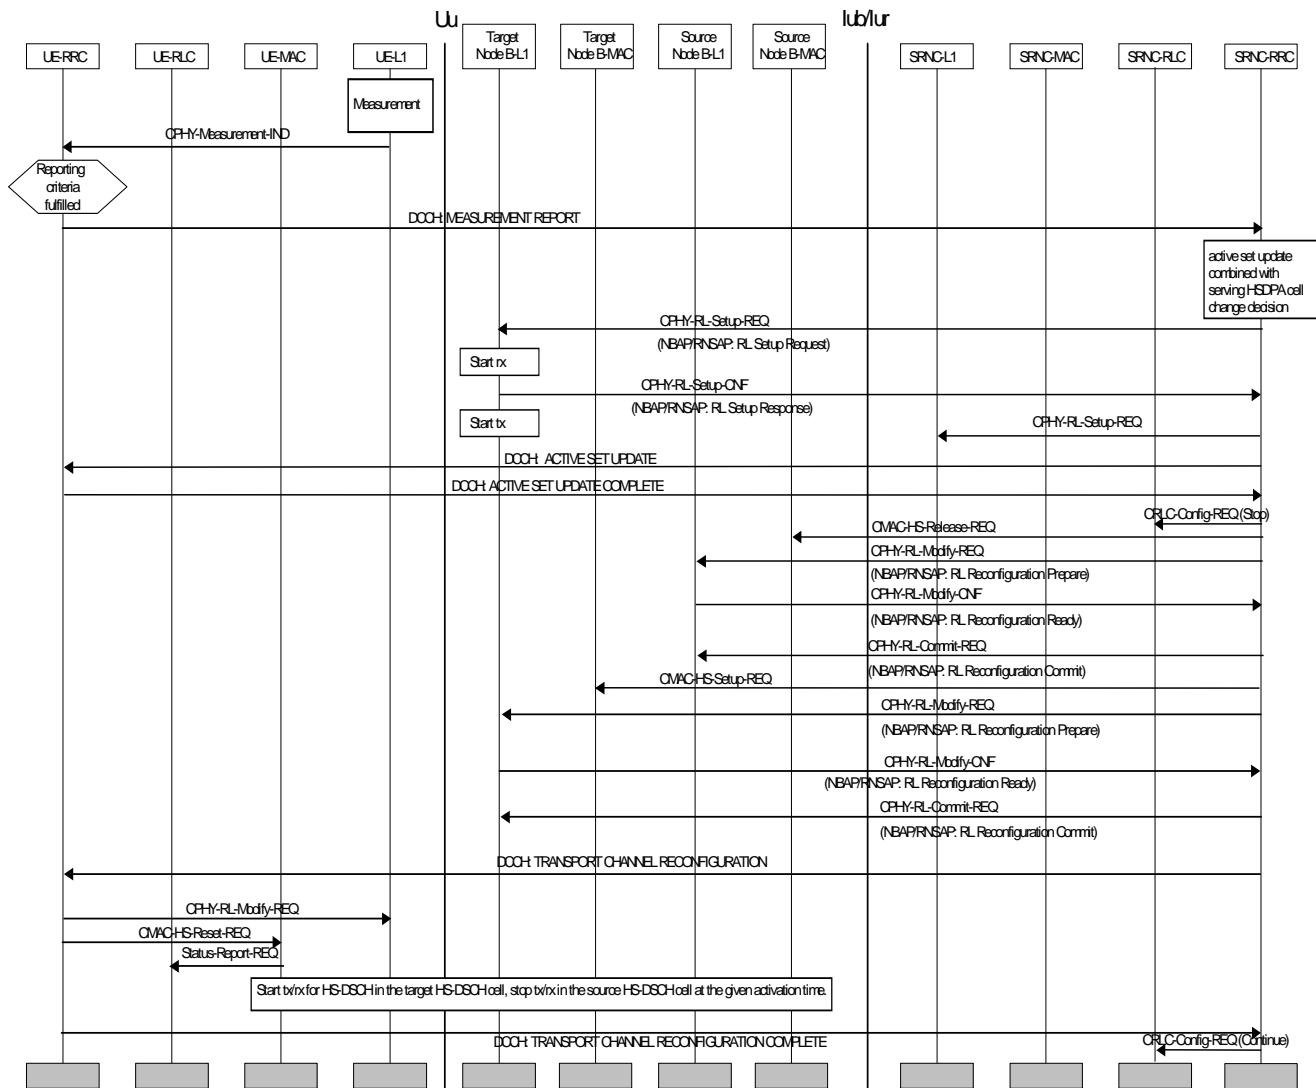 Uu
Iub/Iur
UE-RRC
UE-RLC
UE-MAC
UE-L1
Target
Node B-L1
Target
Node B-MAC
Source
Node B-L1
Source
Node B-MAC
SRNC-L1
SRNC-MAC
SRNC-RLC
SRNC-RRC
Measurement
CPHY-Measurement-IND
Reporting
criteria
fulfilled
DCCH: MEASUREMENT REPORT
active set update
combined with
serving HSDPA cell
change decision
CPHY-RL-Setup-REQ
(NBAP/RNSAP: RL Setup Request)
Start rx
CPHY-RL-Setup-CNF
(NBAP/RNSAP: RL Setup Response)
Start tx
CPHY-RL-Setup-REQ
DCCH: ACTIVE SET UPDATE
DCCH: ACTIVE SET UPDATE COMPLETE
CRLC-Config-REQ (Stop)
CMAC-HS-Release-REQ
CPHY-RL-Modify-REQ
(NBAP/RNSAP: RL Reconfiguration Prepare)
CPHY-RL-Modify-CNF
(NBAP/RNSAP: RL Reconfiguration Ready)
CPHY-RL-Commit-REQ
(NBAP/RNSAP: RL Reconfiguration Commit)
CMAC-HS-Setup-REQ
CPHY-RL-Modify-REQ
(NBAP/RNSAP: RL Reconfiguration Prepare)
CPHY-RL-Modify-CNF
(NBAP/RNSAP: RL Reconfiguration Ready)
CPHY-RL-Commit-REQ
(NBAP/RNSAP: RL Reconfiguration Commit)
DCCH: TRANSPORT CHANNEL RECONFIGURATION
CPHY-RL-Modify-REQ
CMAC-HS-Reset-REQ
Status-Report-REQ
Start tx/rx for HS-DSCH in the target HS-DSCH cell, stop tx/rx in the source HS-DSCH cell at the given activation time.
DCCH: TRANSPORT CHANNEL RECONFIGURATION COMPLETE
CRLC-Config-REQ (Continue)